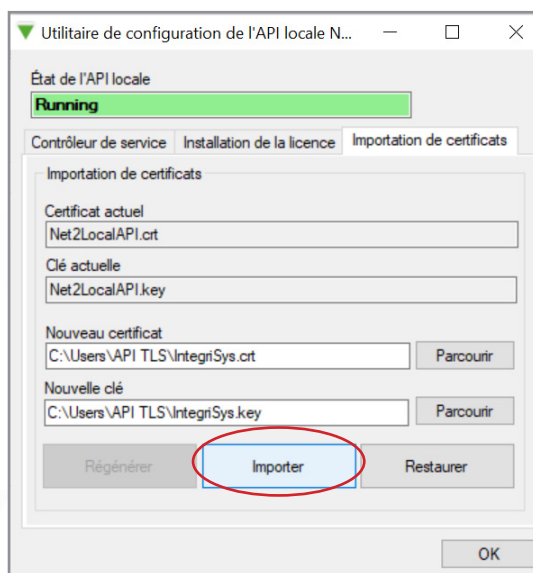 Utilitaire de configuration de l'API locale N...
État de l'API locale
Running
Contrôleur de service Installation de la licence Importation de certificats
Importation de certificats
Certificat actuel
Net2LocalAPI.crt
Clé actuelle
Net2LocalAPI.key
Nouveau certificat
C:\Users\API TLS\IntegriSys.crt Parcourir
Nouvelle clé
C:\Users\API TLS\IntegriSys.key Parcourir
Régénérer Importer Restaurer
OK